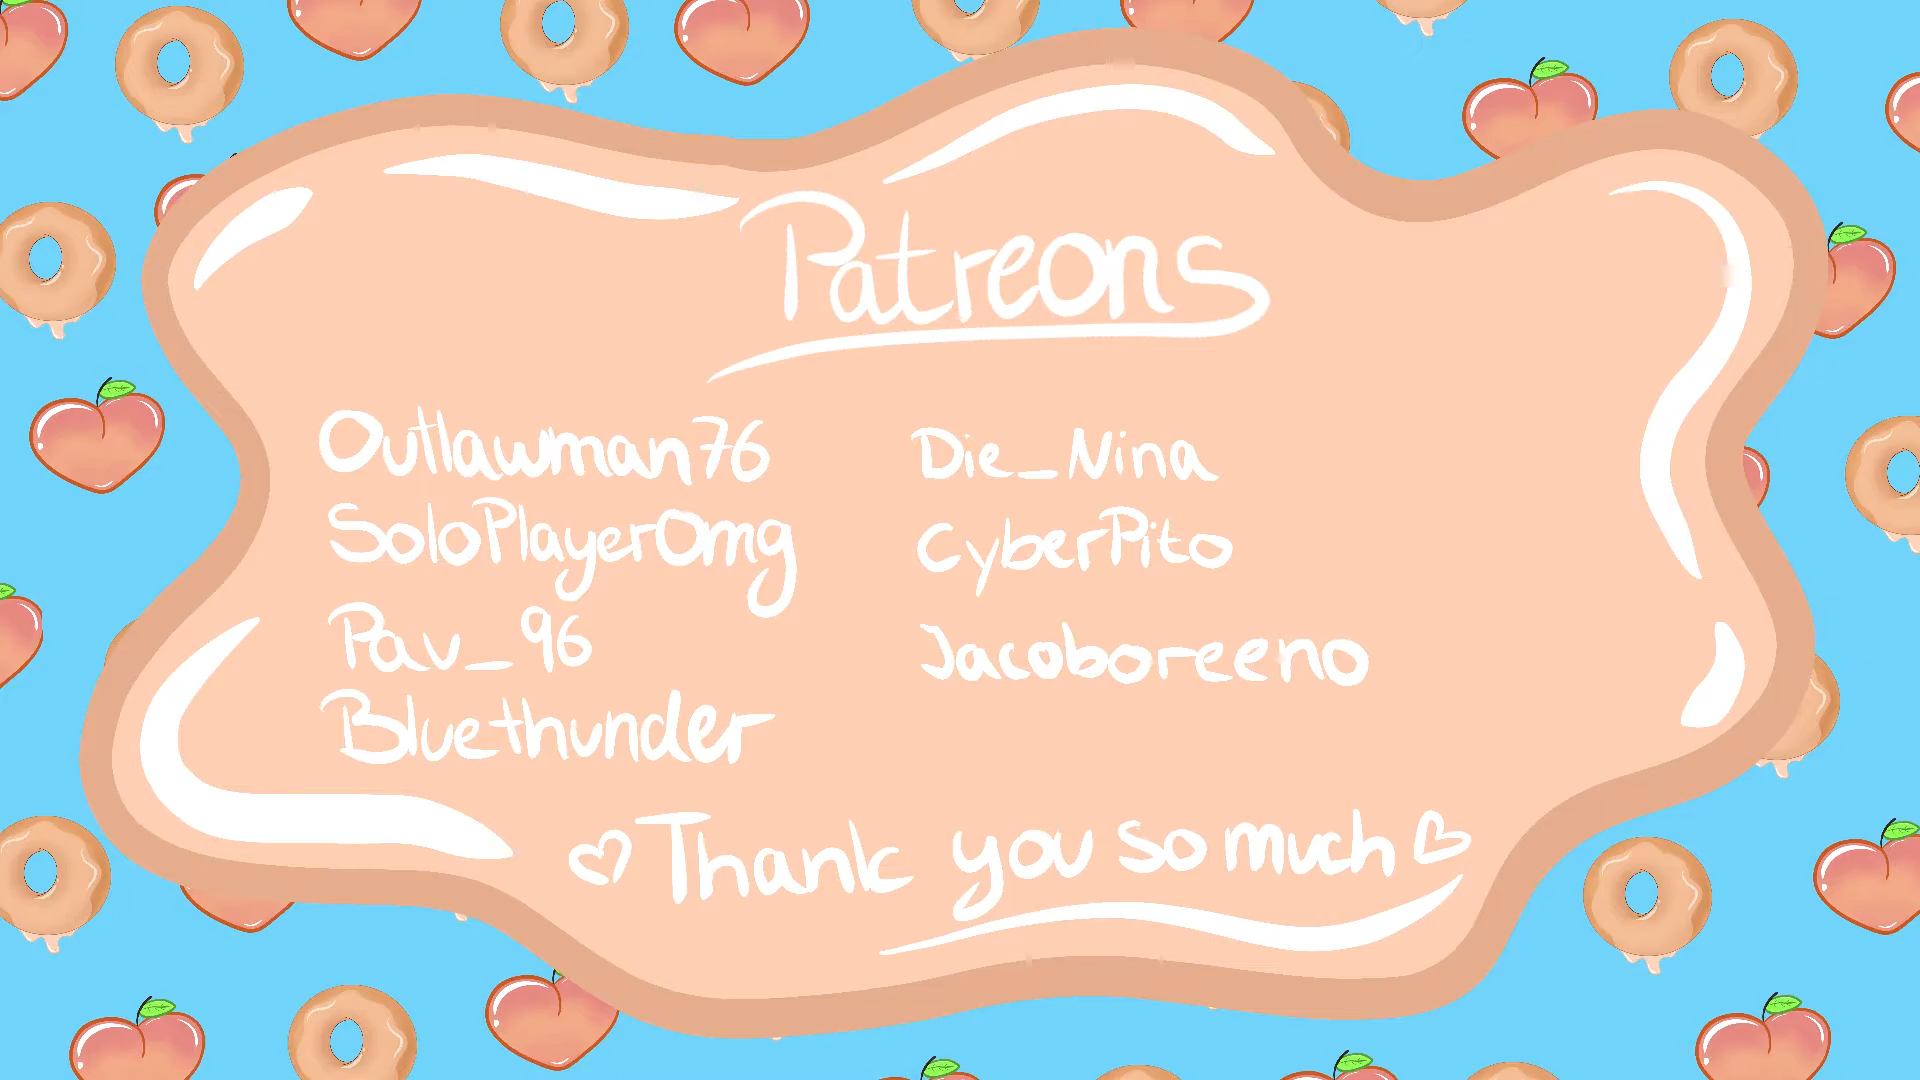 Patreons
Outlawman76
SoloPlayerOmg
Pav_96
Bluethunder
Die_Nina
CyberPito
Jacoboreeno
♡Thank you so much♡